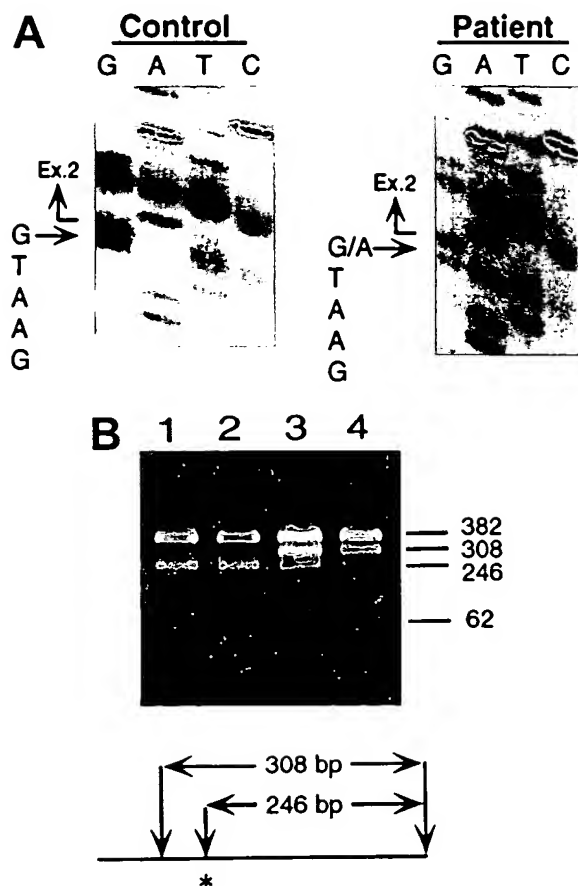 A
Control
G A T C
Ex.2
G
T
A
A
G
Patient
G A T C
Ex.2
G/A
T
A
A
G
B
1 2 3 4
382
308
246
62
308 bp
246 bp
*